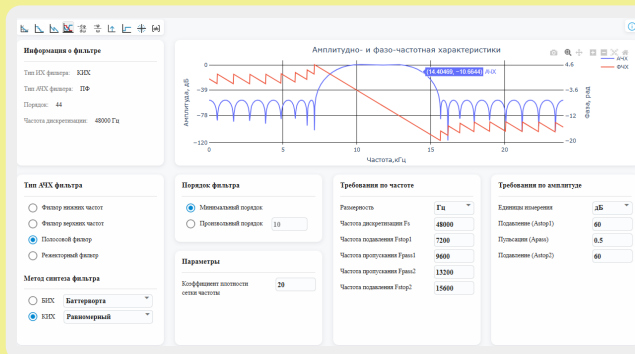 Информация о фильтре
Тип ИХ фильтра: КИХ
Тип АЧХ фильтра: ПФ
Порядок: 44
Частота дискретизации: 48000 Гц
Амплитудно- и фазо-частотная характеристики
АЧХ
ФЧХ
(14.40469, -10.6644) АЧХ
Амплитуда, дБ
0
−39
−78
−120
4.6
−3.6
−12
−20
Фаза, рад
0
5
10
15
20
Частота,кГц
Тип АЧХ фильтра
Фильтр нижних частот
Фильтр верхних частот
Полосовой фильтр
Режекторный фильтр
Метод синтеза фильтра
БИХ Баттерворта
КИХ Равномерный
Порядок фильтра
Минимальный порядок
Произвольный порядок 10
Параметры
Коэффициент плотности
сетки частоты 20
Требования по частоте
Размерность Гц
Частота дискретизации Fs 48000
Частота подавления Fstop1 7200
Частота пропускания Fpass1 9600
Частота пропускания Fpass2 13200
Частота подавления Fstop2 15600
Требования по амплитуде
Единицы измерения дБ
Подавление (Astop1) 60
Пульсации (Apass) 0.5
Подавление (Astop2) 60